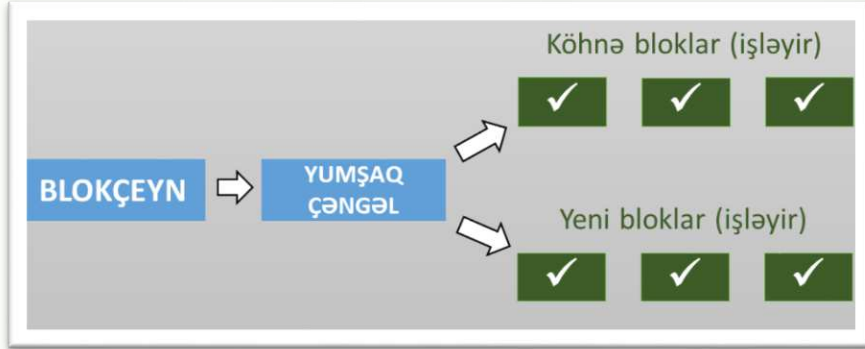 Köhnə bloklar (işləyir)
BLOKÇEYN
YUMŞAQ
ÇƏNGƏL
Yeni bloklar (işləyir)